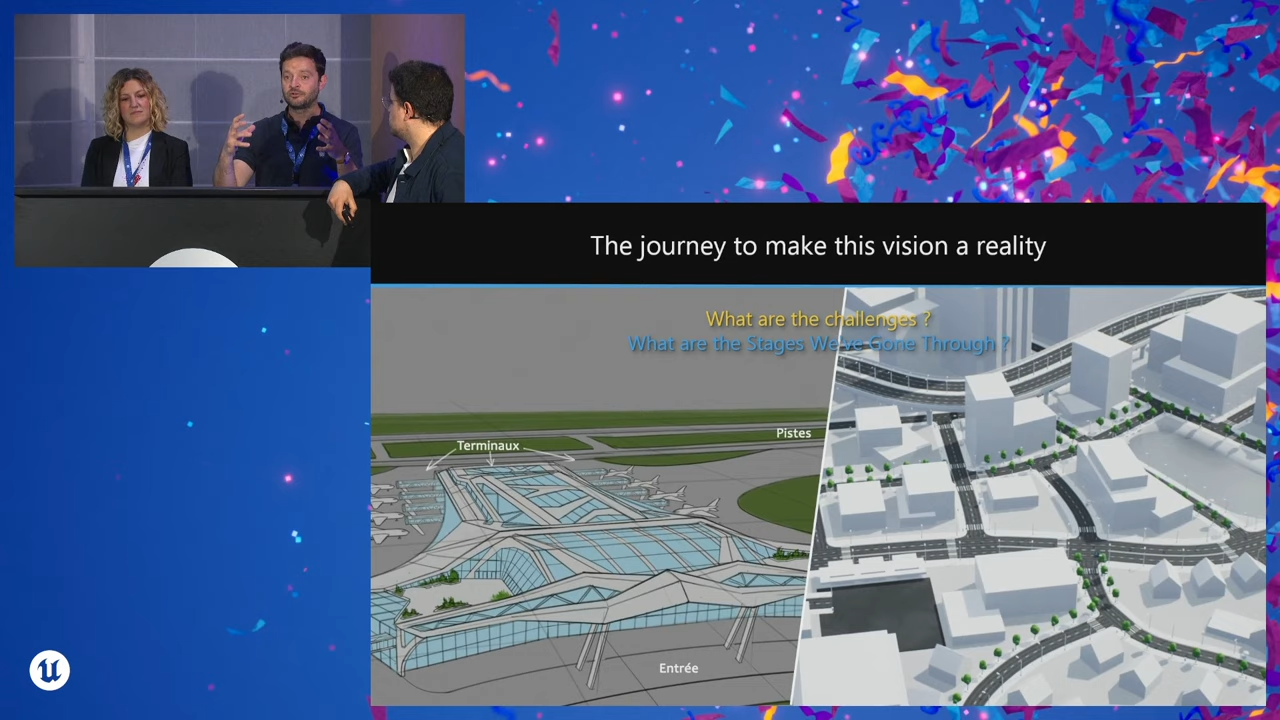 The journey to make this vision a reality
What are the challenges ?
What are the Stages We've Gone Through ?
Pistes
Terminaux
Entrée